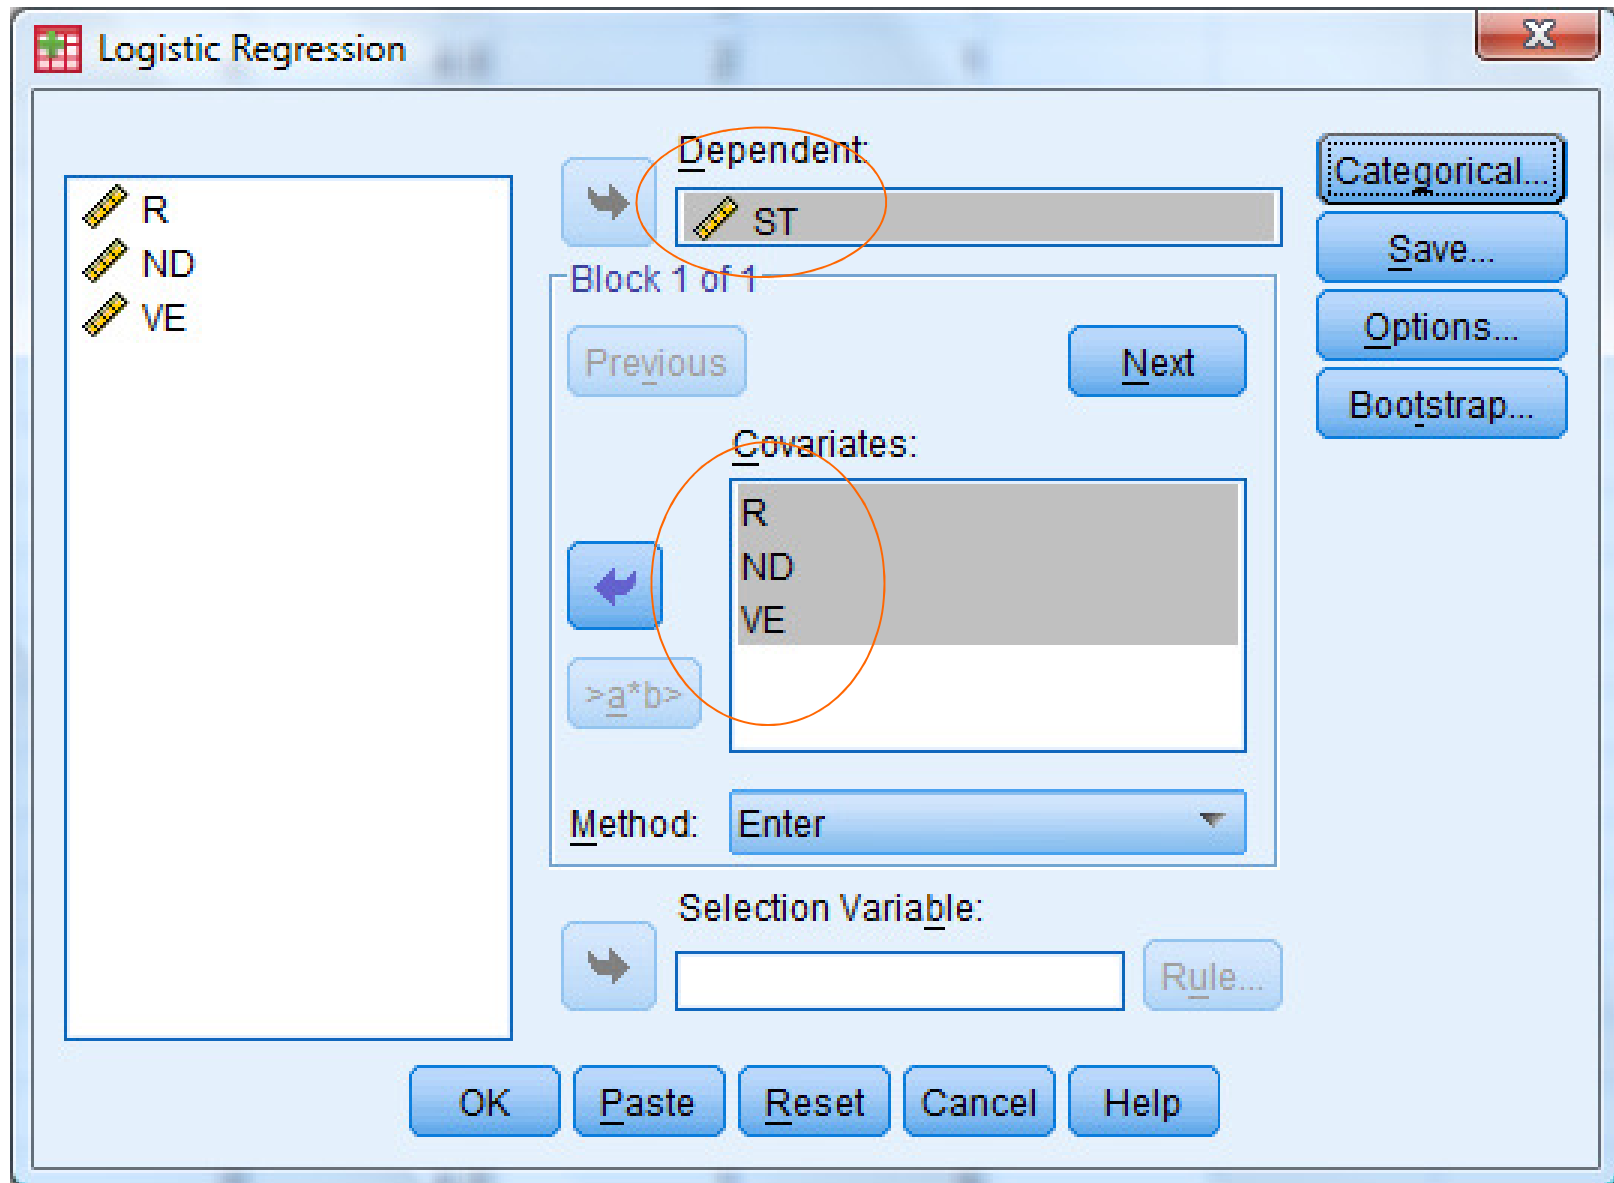 Logistic Regression
R
ND
VE
Dependent:
ST
Block 1 of 1
Previous
Next
Covariates:
R
ND
VE
>a*b>
Method: Enter
Selection Variable:
Rule...
Categorical...
Save...
Options...
Bootstrap...
OK
Paste
Reset
Cancel
Help